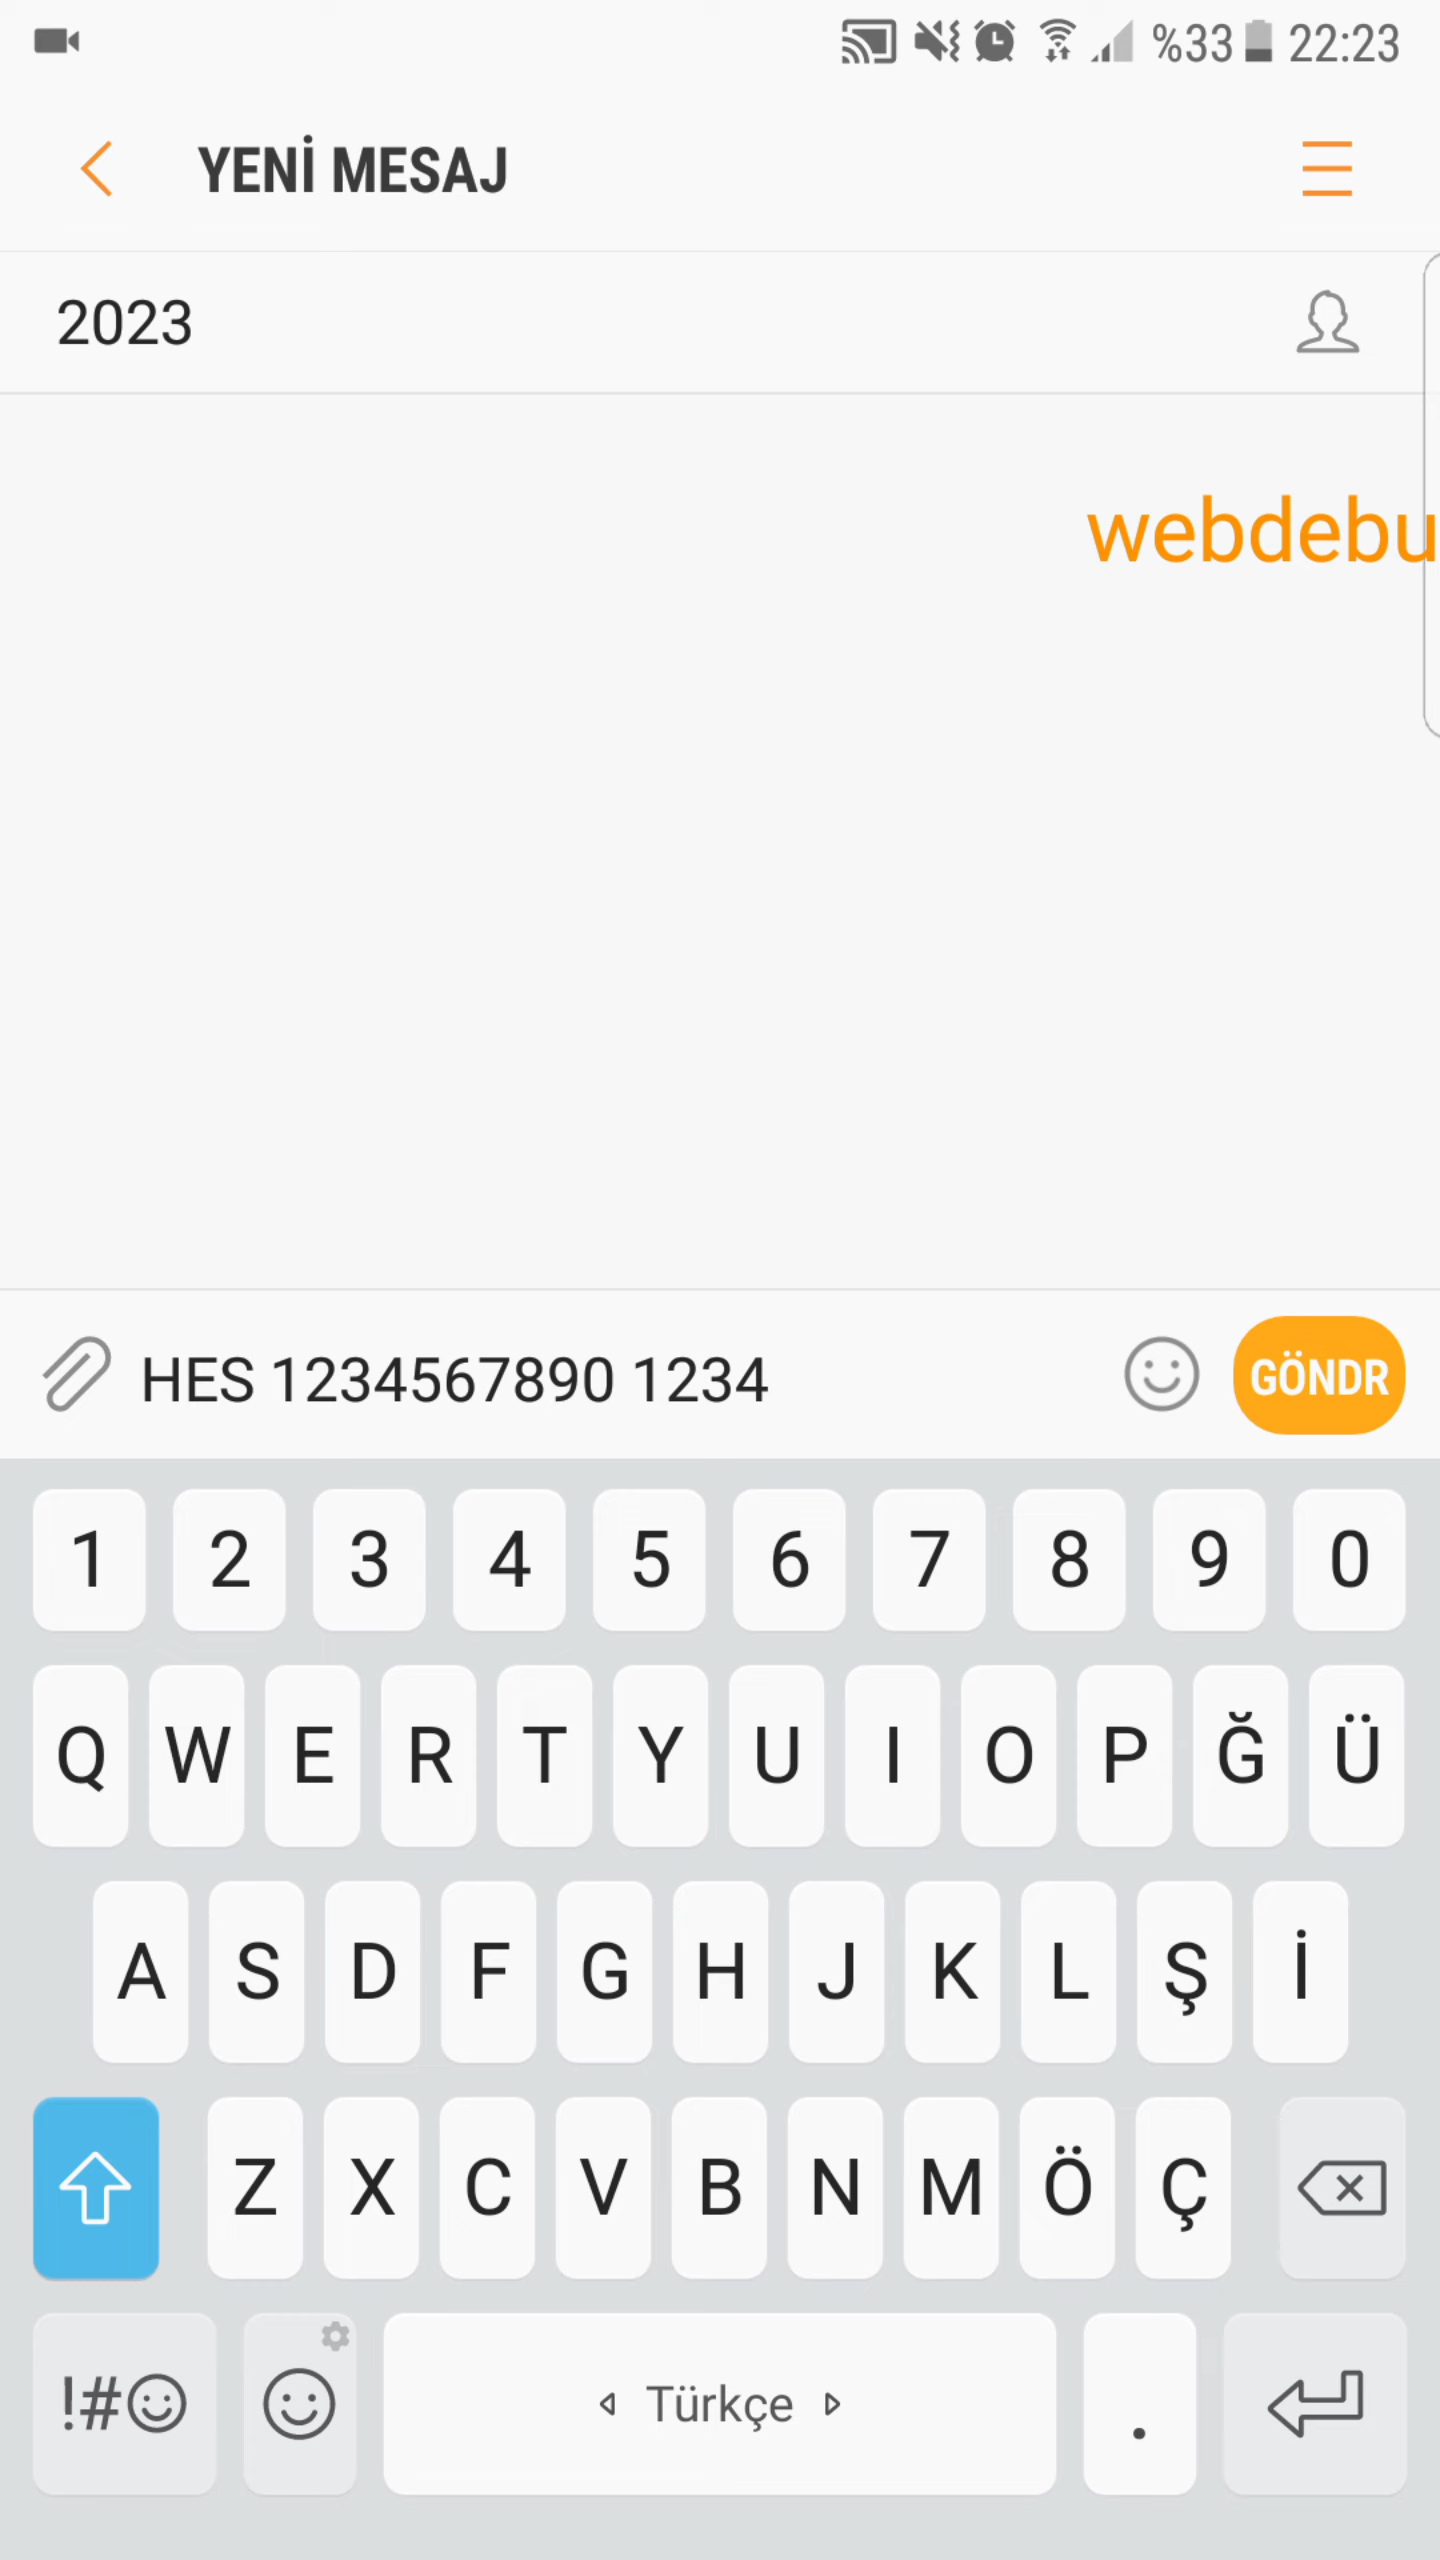 %33 22:23
YENİ MESAJ
2023
webdebu
HES 1234567890 1234
GÖNDR
1 2 3 4 5 6 7 8 9 0
Q W E R T Y U I O P Ğ Ü
A S D F G H J K L Ş İ
Z X C V B N M Ö Ç
!# Türkçe .